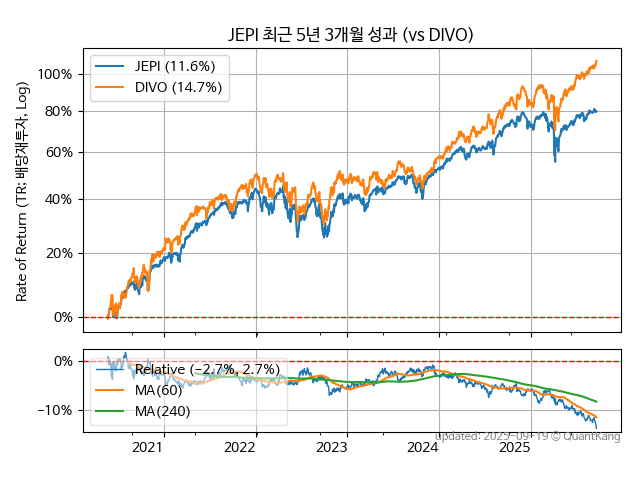 JEPI 최근 5년 3개월 성과 (vs DIVO)
Rate of Return (TR: 배당재투자, Log)
100%
80%
60%
40%
20%
0%
JEPI (11.6%)
DIVO (14.7%)
0%
−10%
Relative (−2.7%, 2.7%)
MA(60)
MA(240)
2021
2022
2023
2024
2025
updated: 2025-09-19 © QuantKang